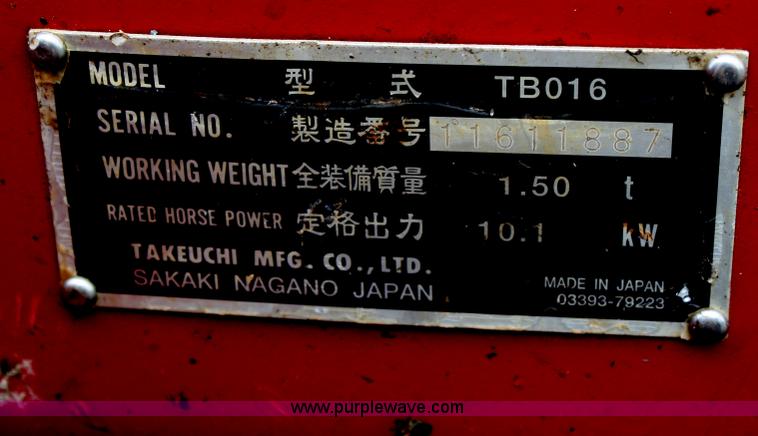 MODEL 型式 TB016
SERIAL NO. 製造番号 11611887
WORKING WEIGHT 全装備質量 1.50 t
RATED HORSE POWER 定格出力 10.1 kW
TAKEUCHI MFG. CO., LTD.
SAKAKI NAGANO JAPAN
MADE IN JAPAN
03393-79223
www.purplewave.com